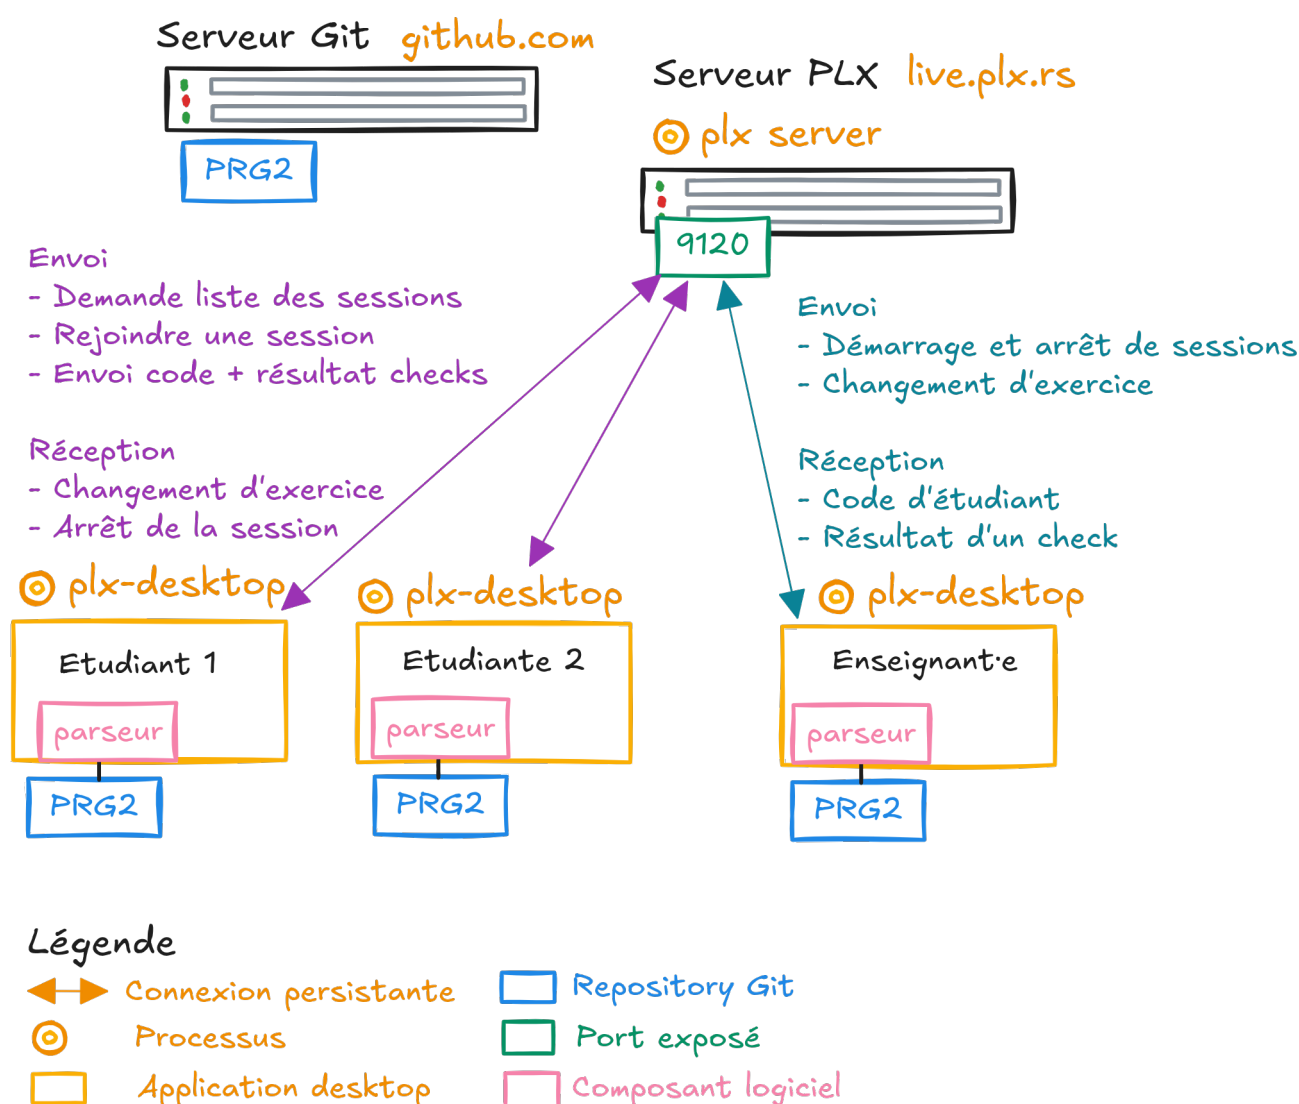 Serveur Git github.com
PRG2
Serveur PLX live.plx.rs
plx server
9120
Envoi
- Demande liste des sessions
- Rejoindre une session
- Envoi code + résultat checks
Réception
- Changement d'exercice
- Arrêt de la session
Envoi
- Démarrage et arrêt de sessions
- Changement d'exercice
Réception
- Code d'étudiant
- Résultat d'un check
plx-desktop
Etudiant 1
parseur
PRG2
plx-desktop
Etudiante 2
parseur
PRG2
plx-desktop
Enseignant·e
parseur
PRG2
Légende
Connexion persistante
Processus
Application desktop
Repository Git
Port exposé
Composant logiciel